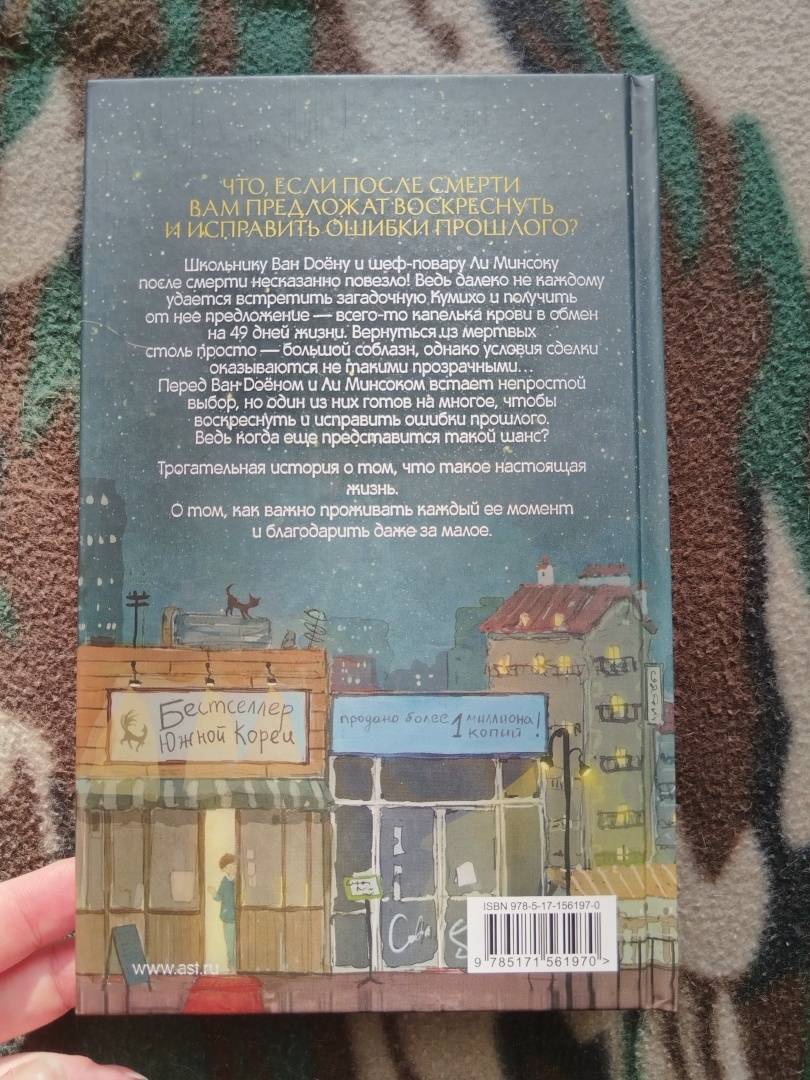 ЧТО, ЕСЛИ ПОСЛЕ СМЕРТИ
ВАМ ПРЕДЛОЖАТ ВОСКРЕСНУТЬ
И ИСПРАВИТЬ ОШИБКИ ПРОШЛОГО?
Школьнику Ван Доёну и шеф-повару Ли Минсоку
после смерти несказанно повезло! Ведь далеко не каждому
удается встретить загадочную Кумихо и получить
от нее предложение — всего-то капелька крови в обмен
на 49 дней жизни. Вернуться из мертвых
столь просто — большой соблазн, однако условия сделки
оказываются не такими прозрачными...
Перед Ван Доёном и Ли Минсоком встает непростой
выбор, но один из них готов на многое, чтобы
воскреснуть и исправить ошибки прошлого.
Ведь когда еще представится такой шанс?
Трогательная история о том, что такое настоящая
жизнь.
О том, как важно проживать каждый ее момент
и благодарить даже за малое.
Бестселлер
Южной Кореи
продано более 1 миллиона копий!
ISBN 978-5-17-156197-0
9 785171 561970 >
www.ast.ru